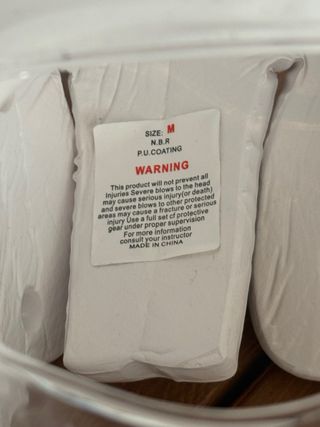 SIZE: M
N.B.R
P.U.COATING
WARNING
This product will not prevent all
Injuries Severe blows to the head
may cause serious injury(or death)
and severe blows to other protected
areas may cause a fracture or serious
injury Use a full set of protective
gear under proper supervision
For more information
consult your instructor
MADE IN CHINA